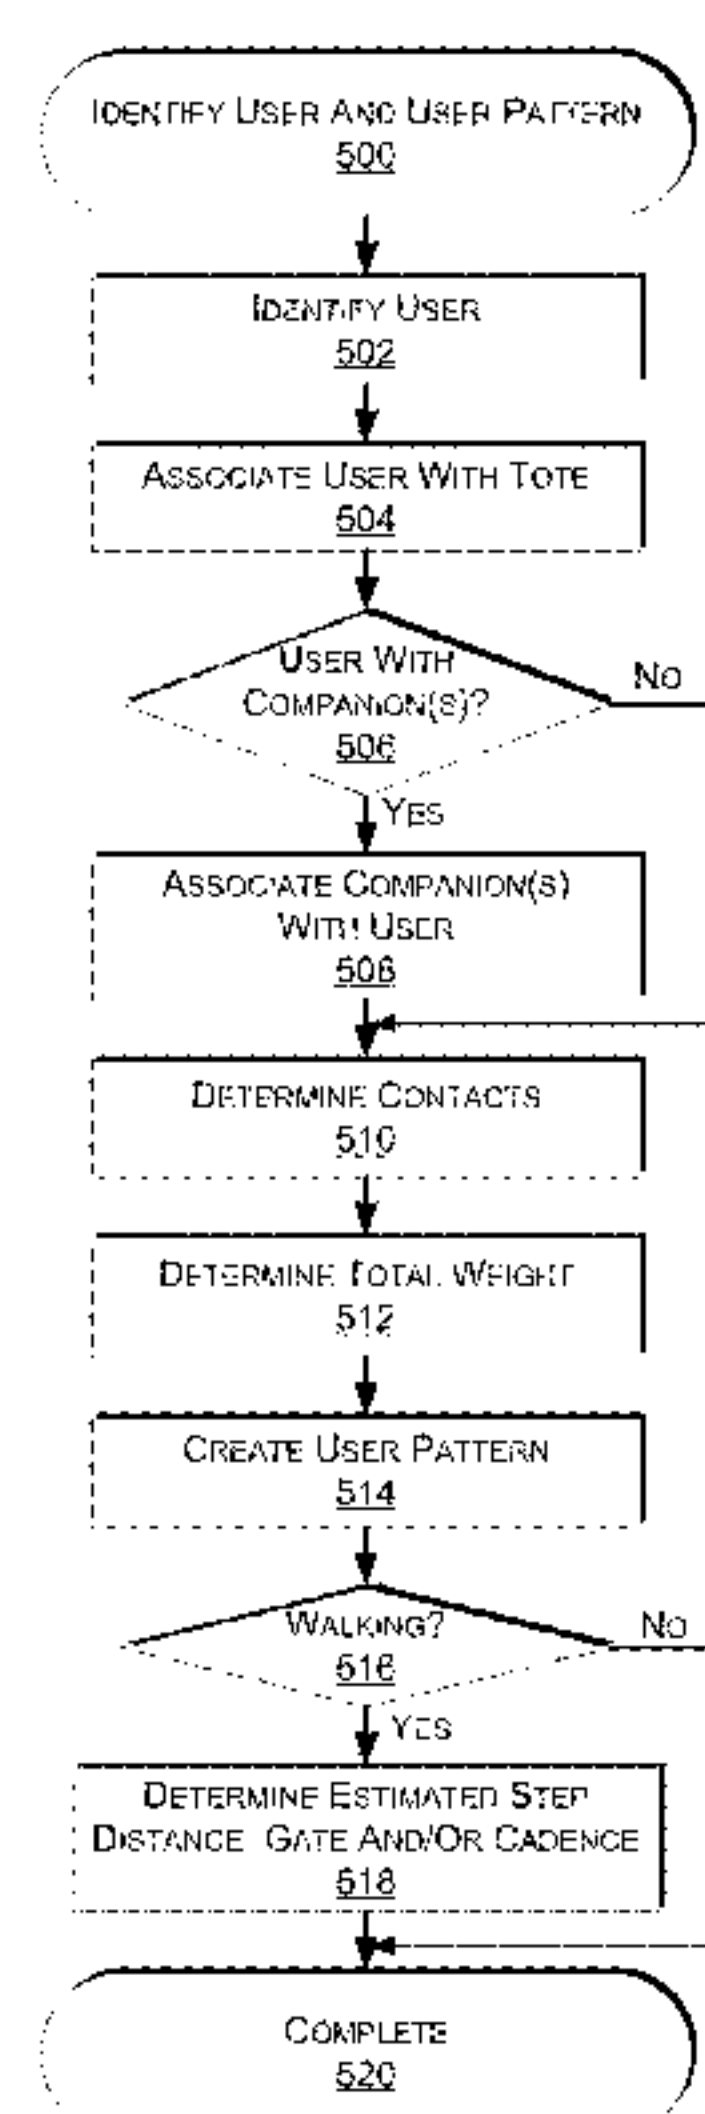 IDENTIFY USER AND USER PATTERN
500
IDENTIFY USER
502
ASSOCIATE USER WITH TOTE
504
USER WITH
COMPANION(S)?
506
NO
YES
ASSOCIATE COMPANION(S)
WITH USER
508
DETERMINE CONTACTS
510
DETERMINE TOTAL WEIGHT
512
CREATE USER PATTERN
514
WALKING?
516
NO
YES
DETERMINE ESTIMATED STEP
DISTANCE GATE AND/OR CADENCE
518
COMPLETE
520